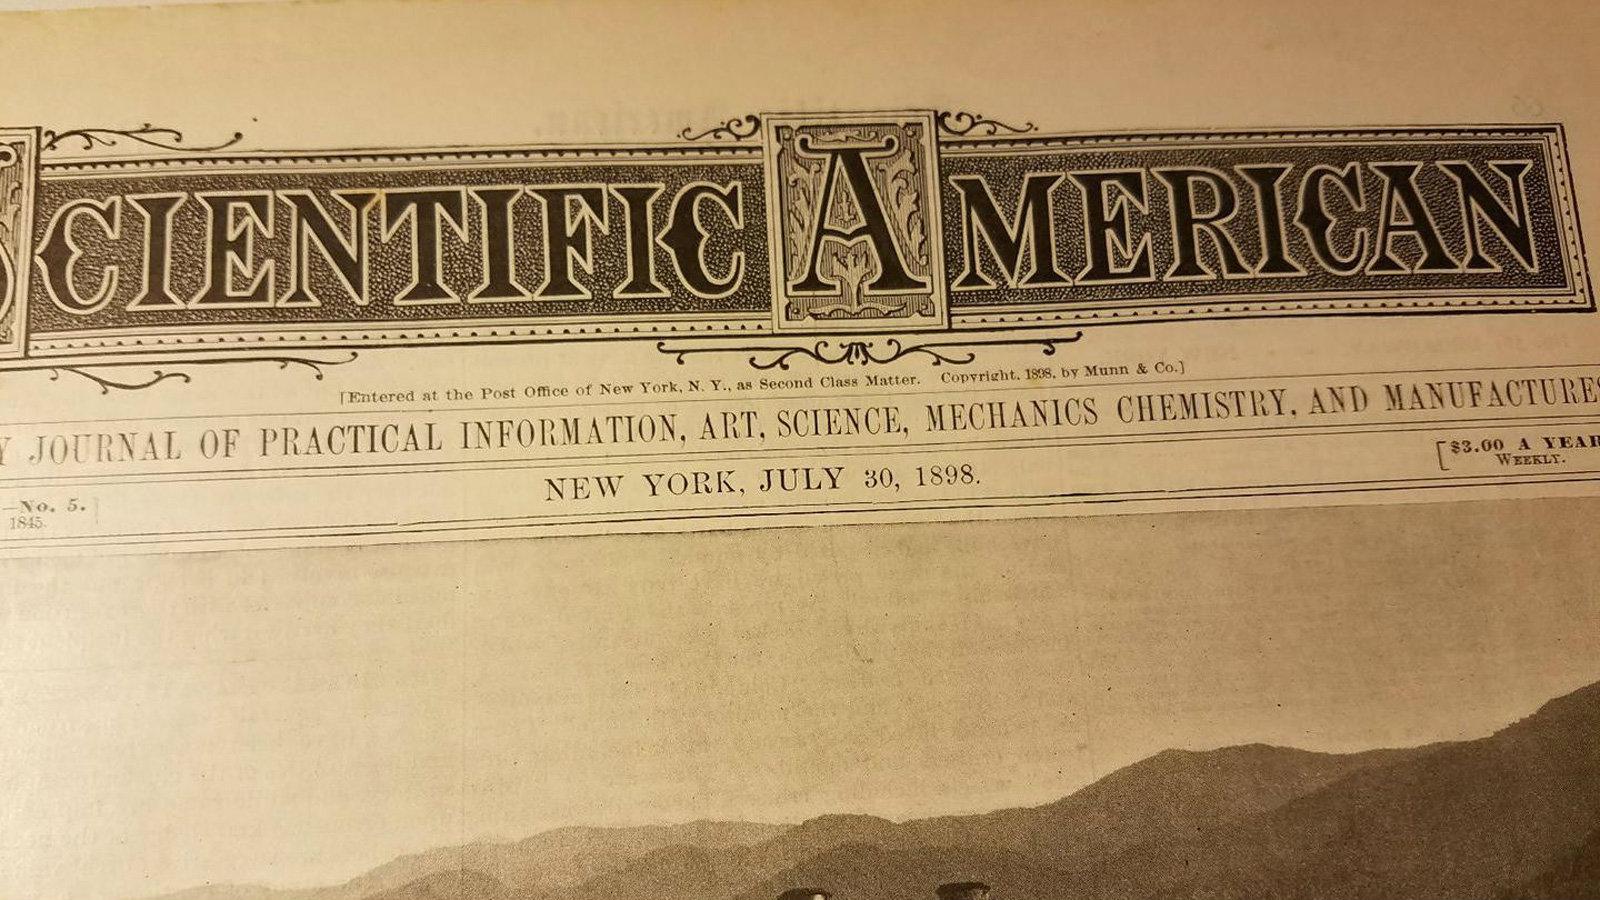 SCIENTIFIC AMERICAN
[Entered at the Post Office of New York, N. Y., as Second Class Matter. Copyright, 1898, by Munn & Co.]
Y JOURNAL OF PRACTICAL INFORMATION, ART, SCIENCE, MECHANICS CHEMISTRY, AND MANUFACTURES
[$3.00 A YEAR
WEEKLY.
NEW YORK, JULY 30, 1898.
—No. 5.]
1845.